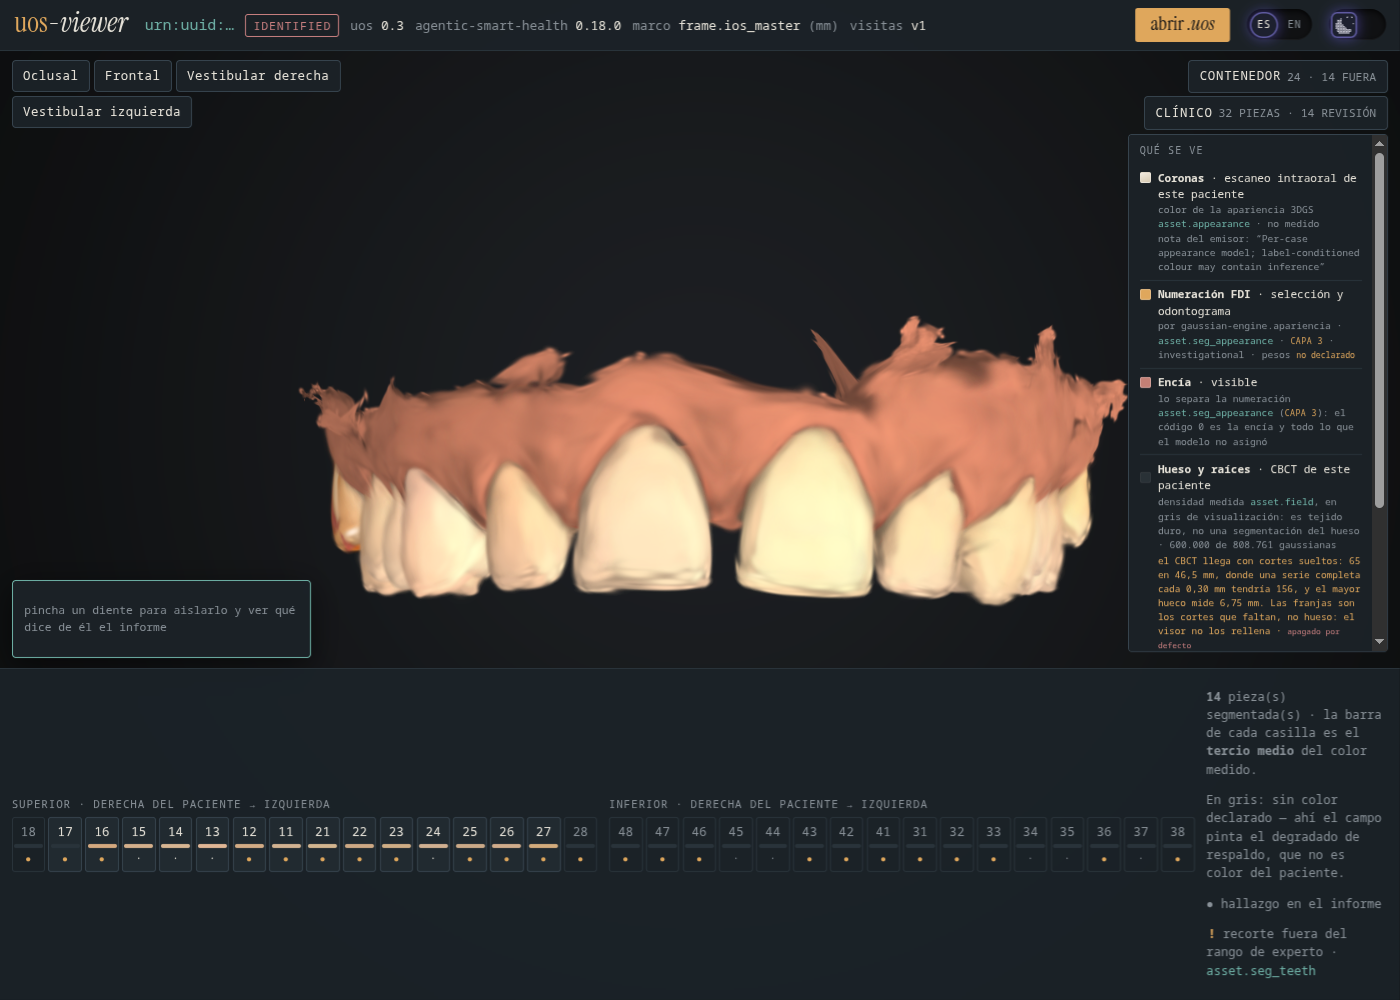 uos-viewer urn:uuid:… IDENTIFIED uos 0.3 agentic-smart-health 0.18.0 marco frame.ios_master (mm) visitas v1 abrir .uos ES EN
Oclusal Frontal Vestibular derecha
Vestibular izquierda
CONTENEDOR 24 · 14 FUERA
CLÍNICO 32 PIEZAS · 14 REVISIÓN
QUÉ SE VE
Coronas · escaneo intraoral de
este paciente
color de la apariencia 3DGS
asset.appearance · no medido
nota del emisor: “Per-case
appearance model; label-conditioned
colour may contain inference”
Numeración FDI · selección y
odontograma
por gaussian-engine.apariencia ·
asset.seg_appearance · CAPA 3 ·
investigational · pesos no declarado
Encía · visible
lo separa la numeración
asset.seg_appearance (CAPA 3): el
código 0 es la encía y todo lo que
el modelo no asignó
Hueso y raíces · CBCT de este
paciente
densidad medida asset.field, en
gris de visualización: es tejido
duro, no una segmentación del hueso
· 600.000 de 808.761 gaussianas
el CBCT llega con cortes sueltos: 65
en 46,5 mm, donde una serie completa
cada 0,30 mm tendría 156, y el mayor
hueco mide 6,75 mm. Las franjas son
los cortes que faltan, no hueso: el
visor no los rellena · apagado por
defecto
pincha un diente para aislarlo y ver qué
dice de él el informe
SUPERIOR · DERECHA DEL PACIENTE → IZQUIERDA
18 17 16 15 14 13 12 11 21 22 23 24 25 26 27 28
INFERIOR · DERECHA DEL PACIENTE → IZQUIERDA
48 47 46 45 44 43 42 41 31 32 33 34 35 36 37 38
14 pieza(s)
segmentada(s) · la barra
de cada casilla es el
tercio medio del color
medido.
En gris: sin color
declarado — ahí el campo
pinta el degradado de
respaldo, que no es
color del paciente.
• hallazgo en el informe
! recorte fuera del
rango de experto ·
asset.seg_teeth